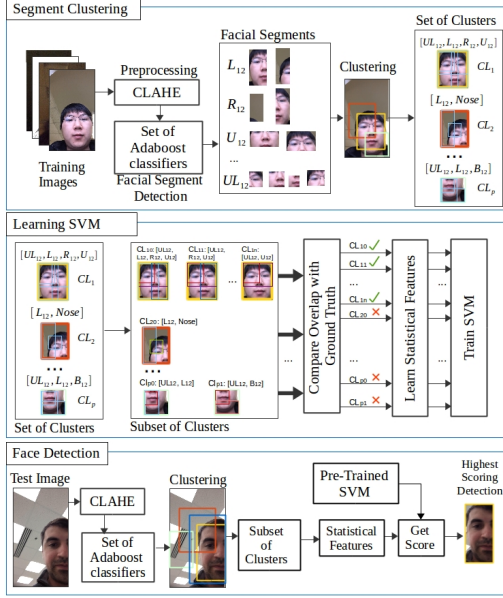 Segment Clustering
Training
Images
Preprocessing
CLAHE
Set of
Adaboost
classifiers
Facial Segment
Detection
Facial Segments
L12
R12
U12
...
UL12
Clustering
Set of Clusters
[UL12, L12, R12, U12]
CL1
[L12, Nose]
CL2
...
[UL12, L12, B12]
CLp
Learning SVM
[UL12, L12, R12, U12]
CL1
[L12, Nose]
CL2
...
[UL12, L12, B12]
CLp
Set of Clusters
CL10: [UL12,
L12, R12, U12]
CL11: [UL12,
R12, U12]
...
CL1n: [
L12, U12]
CL20: [L12, Nose]
...
Clp0: [UL12, L12]
Clp1: [UL12, B12]
Subset of Clusters
...
Compare Overlap with
Ground Truth
CL10
CL11
...
CL1n
CL20
...
CLp0
CLp1
Learn Statistical Features
Train SVM
Face Detection
Test Image
CLAHE
Set of
Adaboost
classifiers
Clustering
Subset
of
Clusters
Statistical
Features
Pre-Trained
SVM
Get
Score
Highest
Scoring
Detection